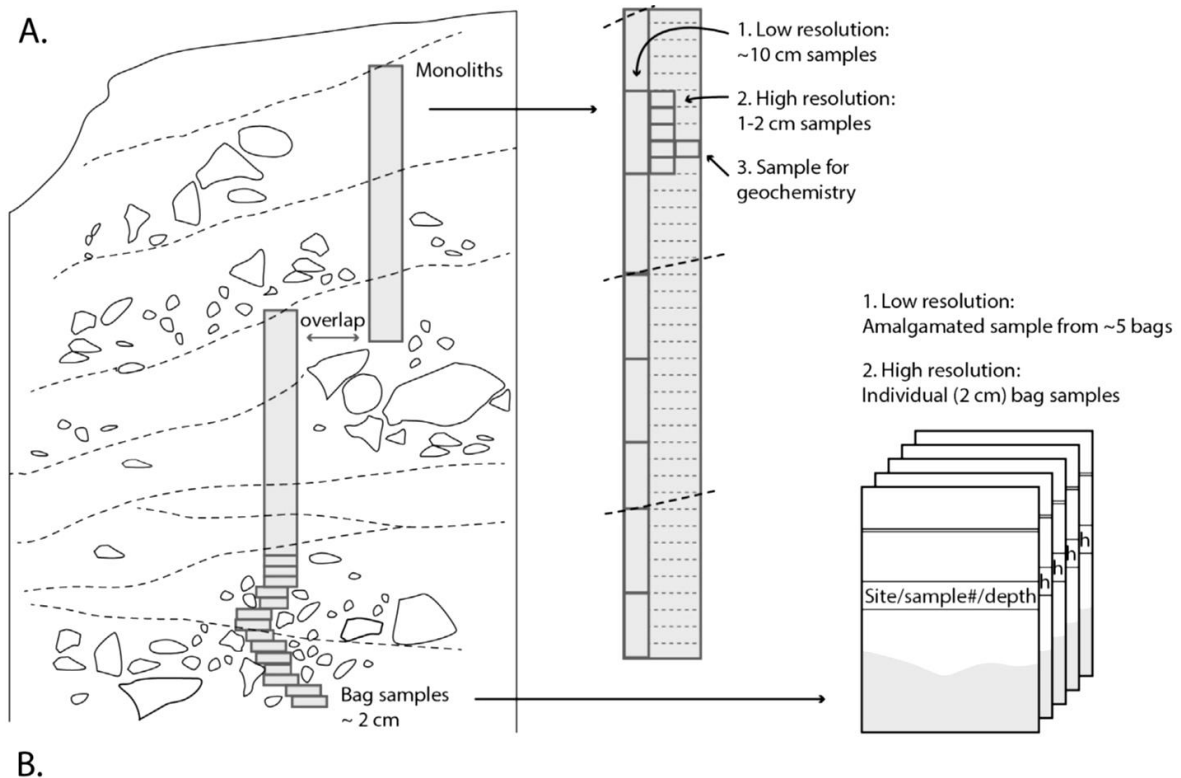 A.
Monoliths
1. Low resolution:
~10 cm samples
2. High resolution:
1-2 cm samples
3. Sample for
geochemistry
overlap
1. Low resolution:
Amalgamated sample from ~5 bags
2. High resolution:
Individual (2 cm) bag samples
h
h
h
h
Site/sample#/depth
Bag samples
~ 2 cm
B.